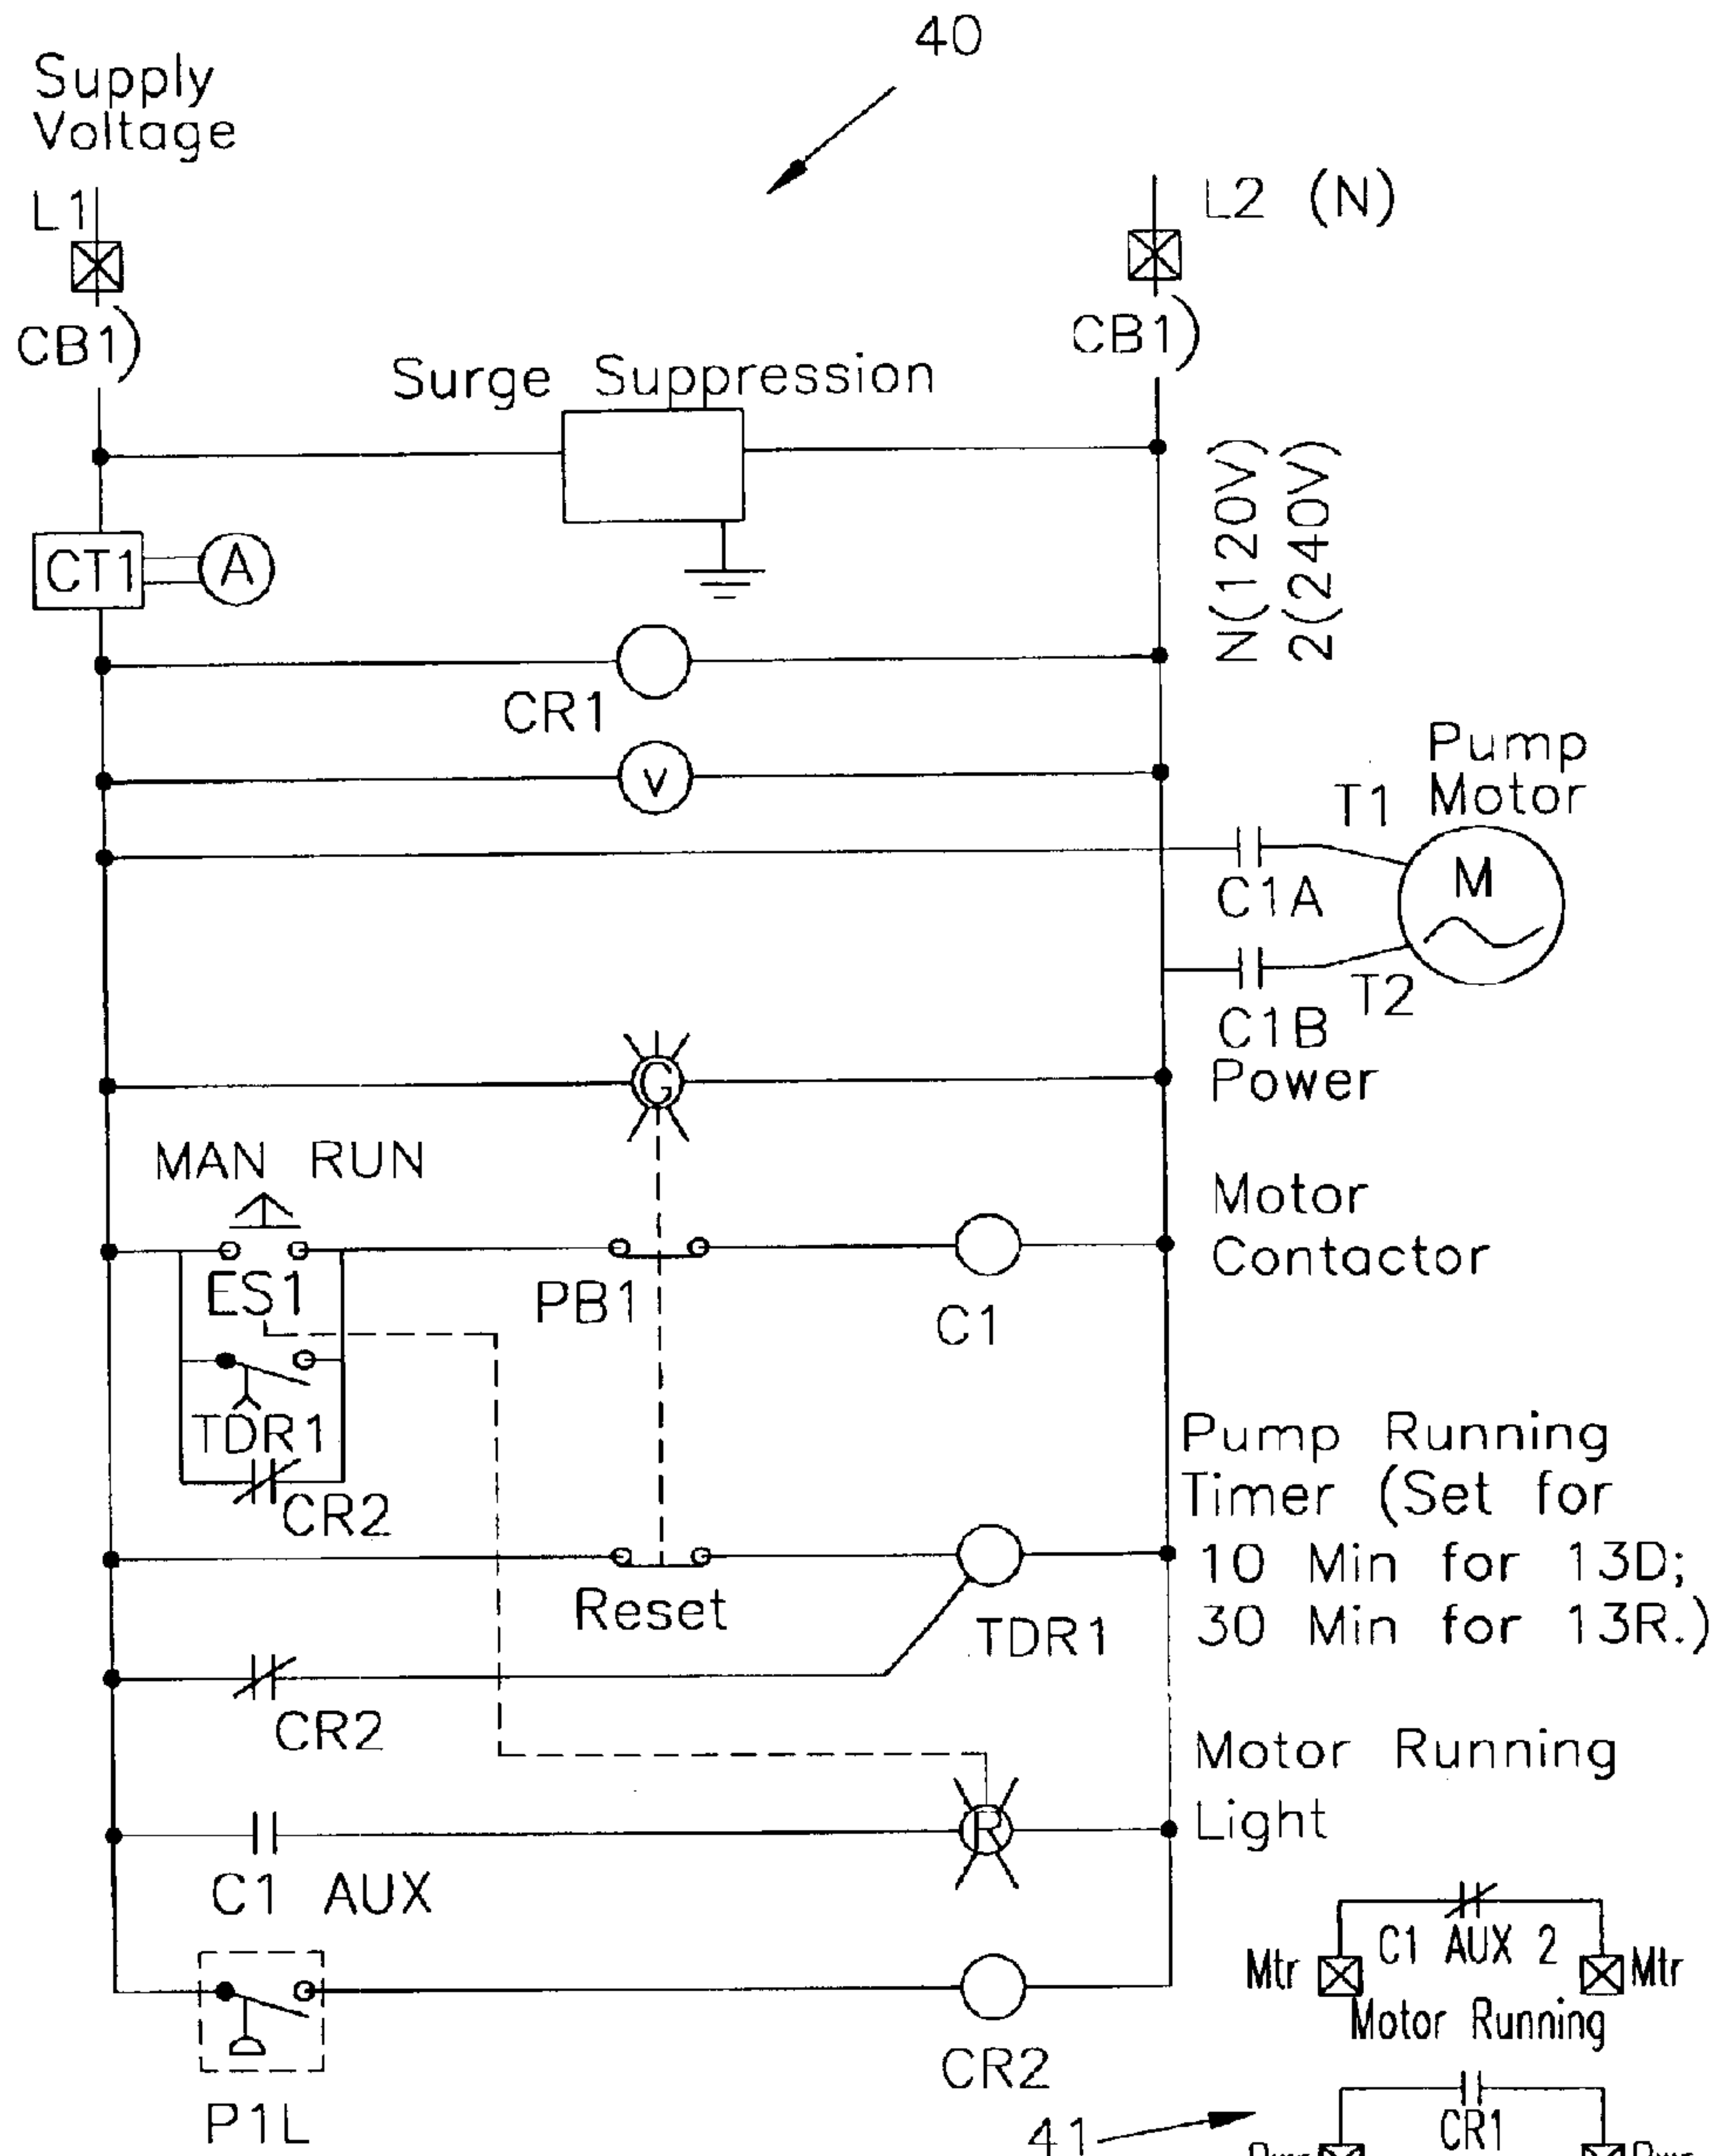 40
Supply
Voltage
L1
L2 (N)
CB1
CB1
Surge Suppression
N(120V)
2(240V)
CT1
A
CR1
V
Pump
Motor
T1
M
C1A
T2
C1B
G
Power
MAN RUN
ES1
PB1
C1
Motor
Contactor
TDR1
CR2
Reset
TDR1
Pump Running
Timer (Set for
10 Min for 13D;
30 Min for 13R.)
CR2
Motor Running
Light
R
C1 AUX
C1 AUX 2
Mtr
Mtr
Motor Running
P1L
CR2
41
CR1